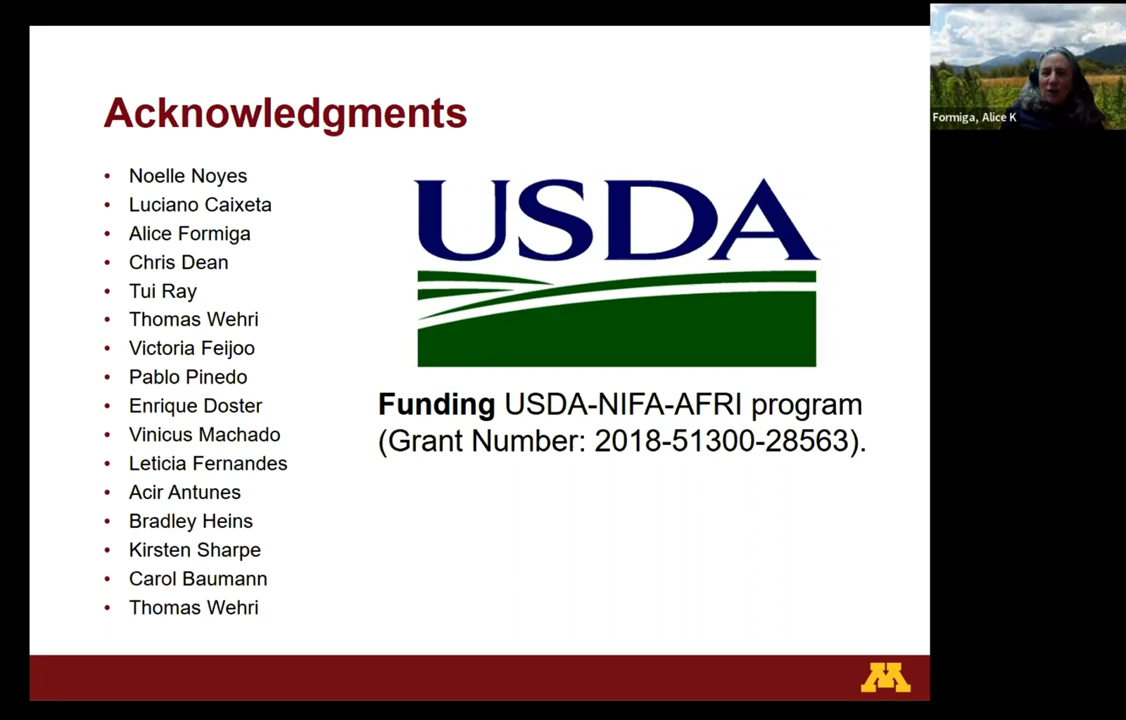 Acknowledgments
• Noelle Noyes
• Luciano Caixeta
• Alice Formiga
• Chris Dean
• Tui Ray
• Thomas Wehri
• Victoria Feijoo
• Pablo Pinedo
• Enrique Doster
• Vinicus Machado
• Leticia Fernandes
• Acir Antunes
• Bradley Heins
• Kirsten Sharpe
• Carol Baumann
• Thomas Wehri
USDA
Funding USDA-NIFA-AFRI program
(Grant Number: 2018-51300-28563).
M
Formiga, Alice K